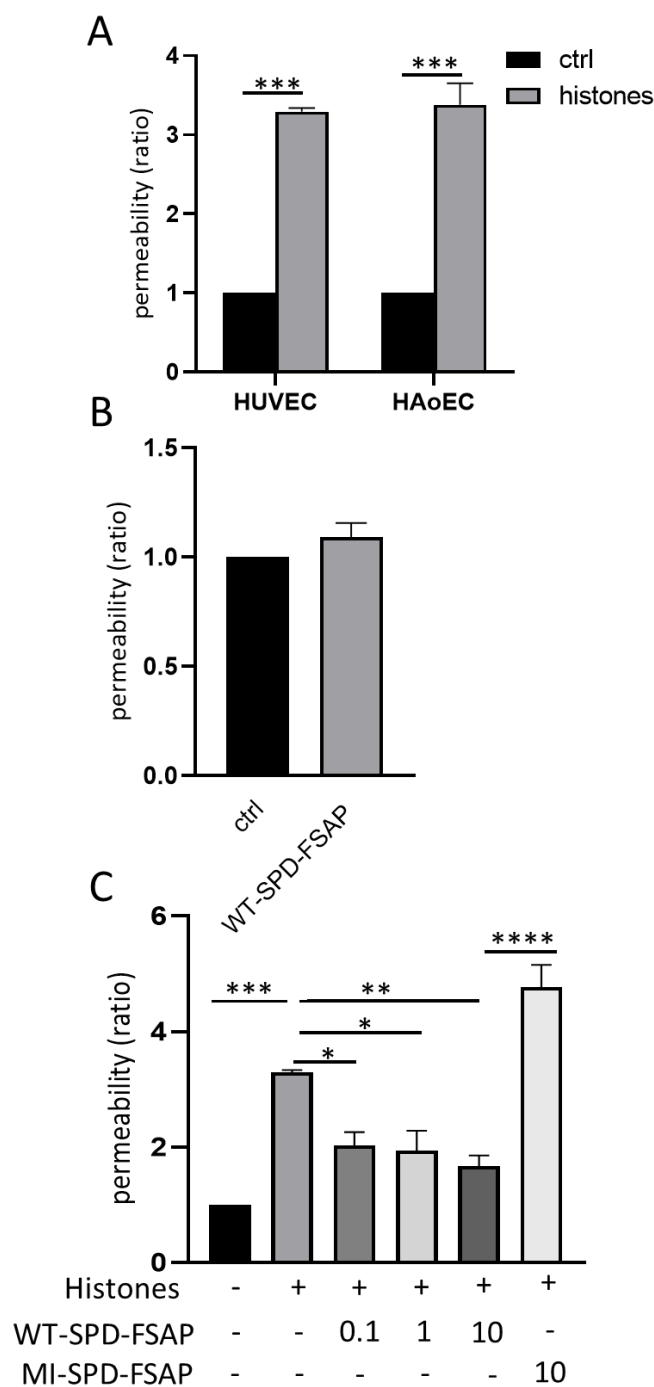 A
4
3
2
1
0
permeability (ratio)
*** ***
ctrl
histones
HUVEC HAoEC
B
1.5
1.0
0.5
0.0
permeability (ratio)
ctrl
WT-SPD-FSAP
C
6
4
2
0
permeability (ratio)
****
*** **
*
*
Histones - + + + + +
WT-SPD-FSAP - - 0.1 1 10 -
MI-SPD-FSAP - - - - - 10